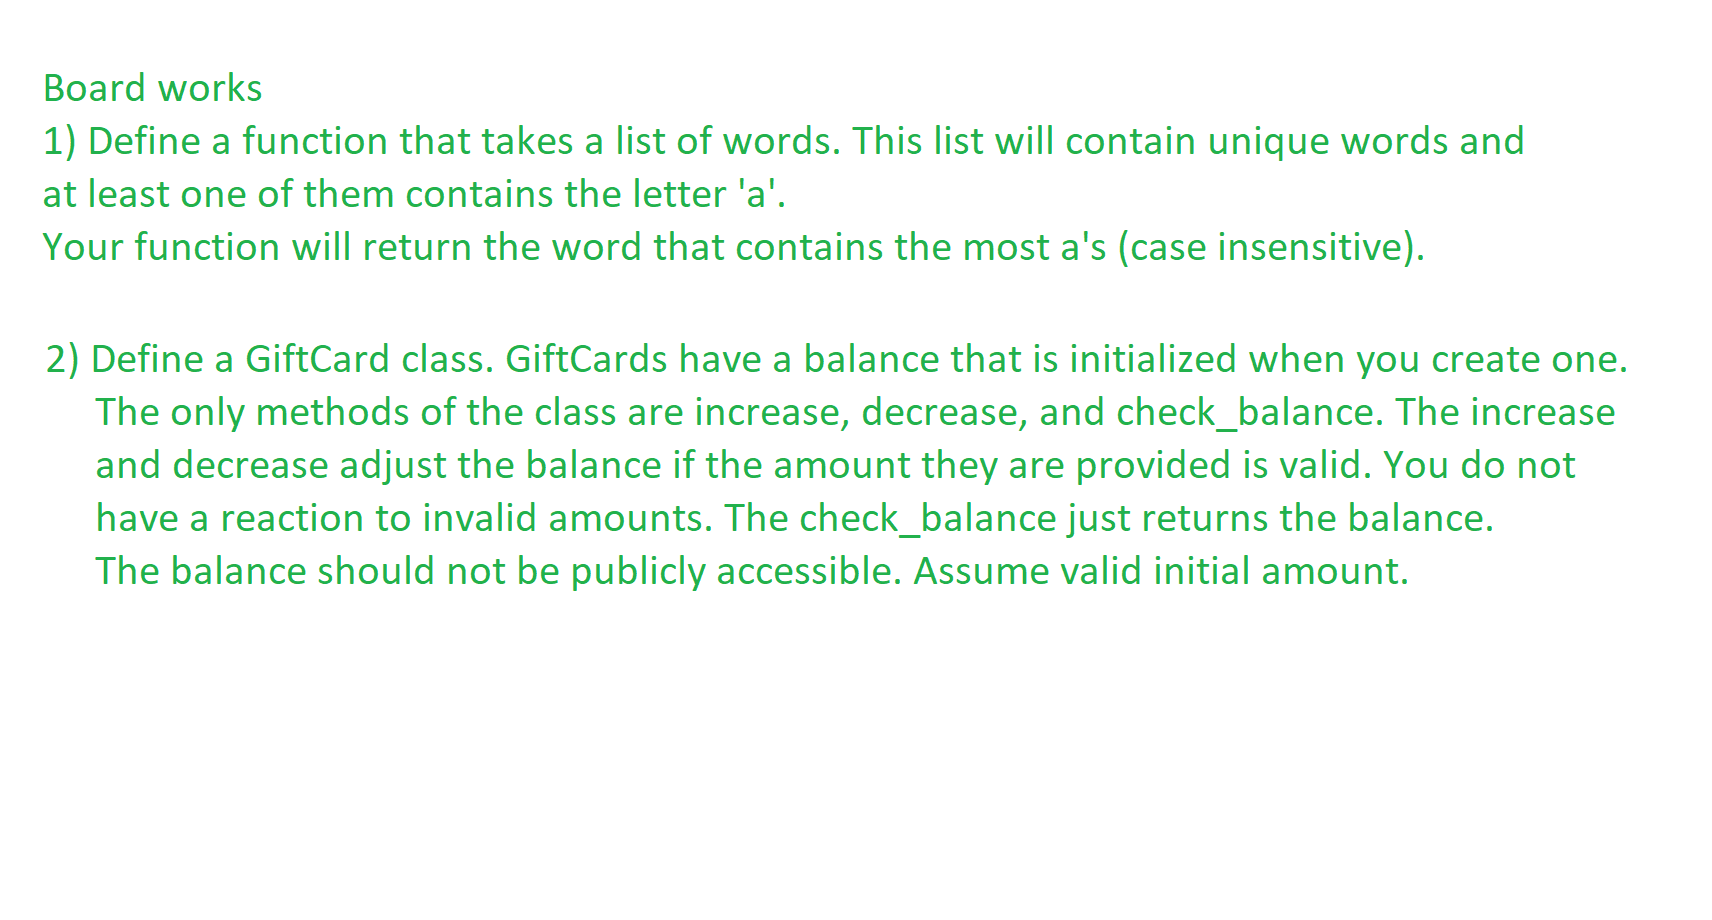 Board works
1) Define a function that takes a list of words. This list will contain unique words and
at least one of them contains the letter 'a'.
Your function will return the word that contains the most a's (case insensitive).
2) Define a GiftCard class. GiftCards have a balance that is initialized when you create one.
The only methods of the class are increase, decrease, and check_balance. The increase
and decrease adjust the balance if the amount they are provided is valid. You do not
have a reaction to invalid amounts. The check_balance just returns the balance.
The balance should not be publicly accessible. Assume valid initial amount.